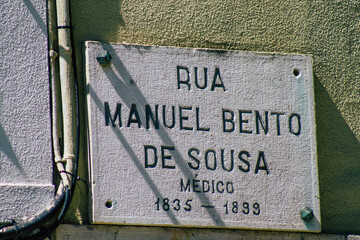 RUA
MANUEL BENTO
DE SOUSA
MÉDICO
1835 - 1899